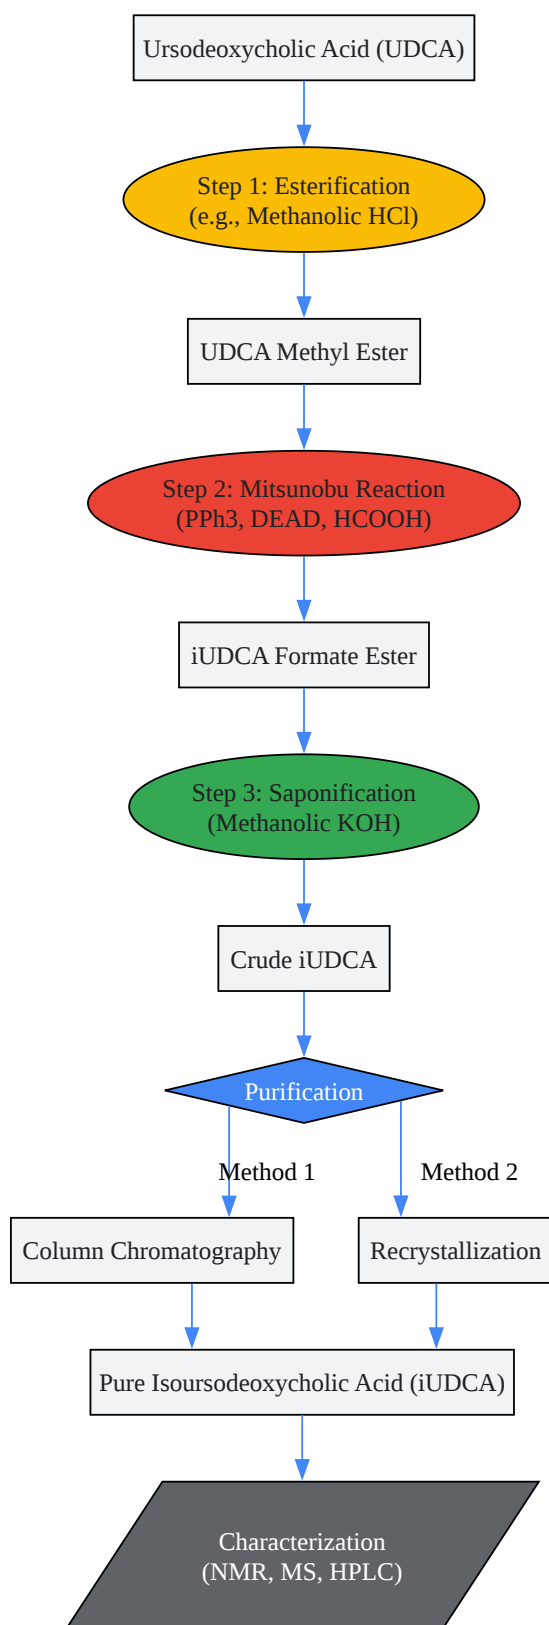 Ursodeoxycholic Acid (UDCA)
Step 1: Esterification
(e.g., Methanolic HCl)
UDCA Methyl Ester
Step 2: Mitsunobu Reaction
(PPh3, DEAD, HCOOH)
iUDCA Formate Ester
Step 3: Saponification
(Methanolic KOH)
Crude iUDCA
Purification
Method 1
Method 2
Column Chromatography
Recrystallization
Pure Isoursodeoxycholic Acid (iUDCA)
Characterization
(NMR, MS, HPLC)